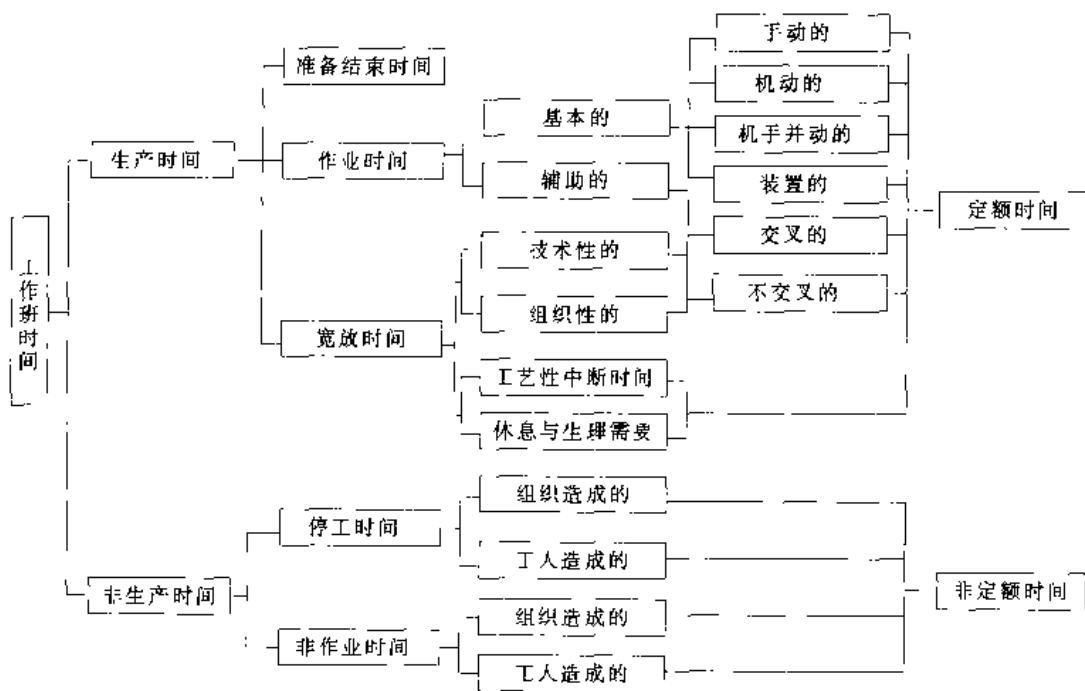 手动的
准备结束时间
机动的
基本的
机手并动的
生产时间
作业时间
辅助的
装置的
定额时间
工作班时间
技术性的
交叉的
组织性的
不交叉的
宽放时间
工艺性中断时间
休息与生理需要
组织造成的
停工时间
工人造成的
非生产时间
非定额时间
组织造成的
非作业时间
工人造成的